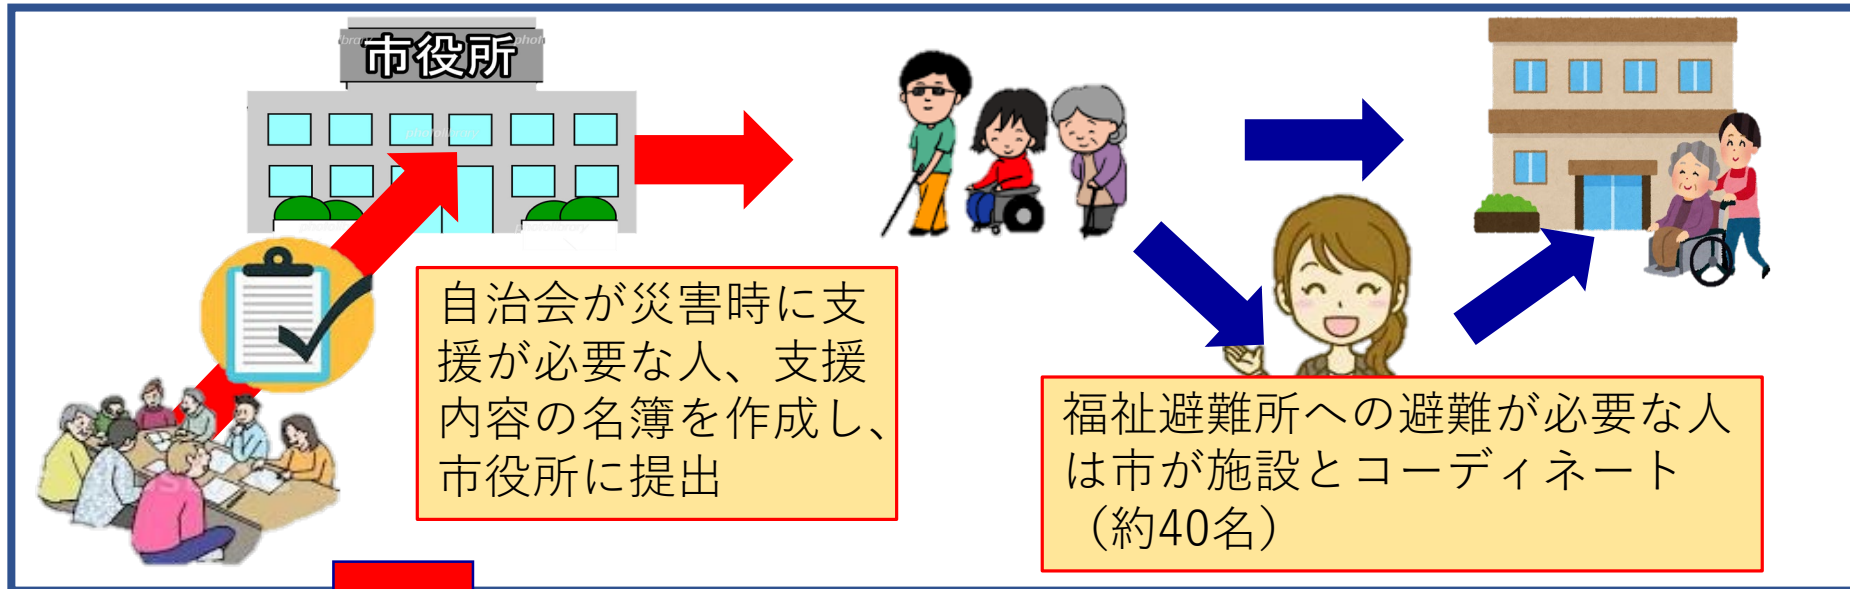 市役所
自治会が災害時に支
援が必要な人、支援
内容の名簿を作成し、
市役所に提出
福祉避難所への避難が必要な人
は市が施設とコーディネート
（約40名）